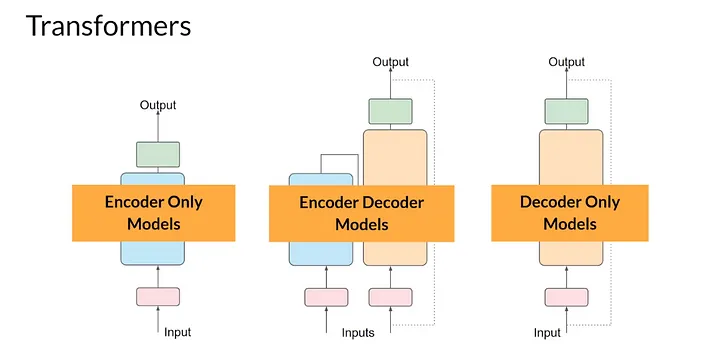 Transformers
Output
Output
Output
Encoder Only
Models
Encoder Decoder
Models
Decoder Only
Models
Input
Inputs
Input